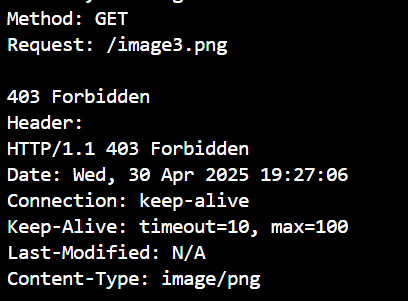 Method: GET
Request: /image3.png
403 Forbidden
Header:
HTTP/1.1 403 Forbidden
Date: Wed, 30 Apr 2025 19:27:06
Connection: keep-alive
Keep-Alive: timeout=10, max=100
Last-Modified: N/A
Content-Type: image/png